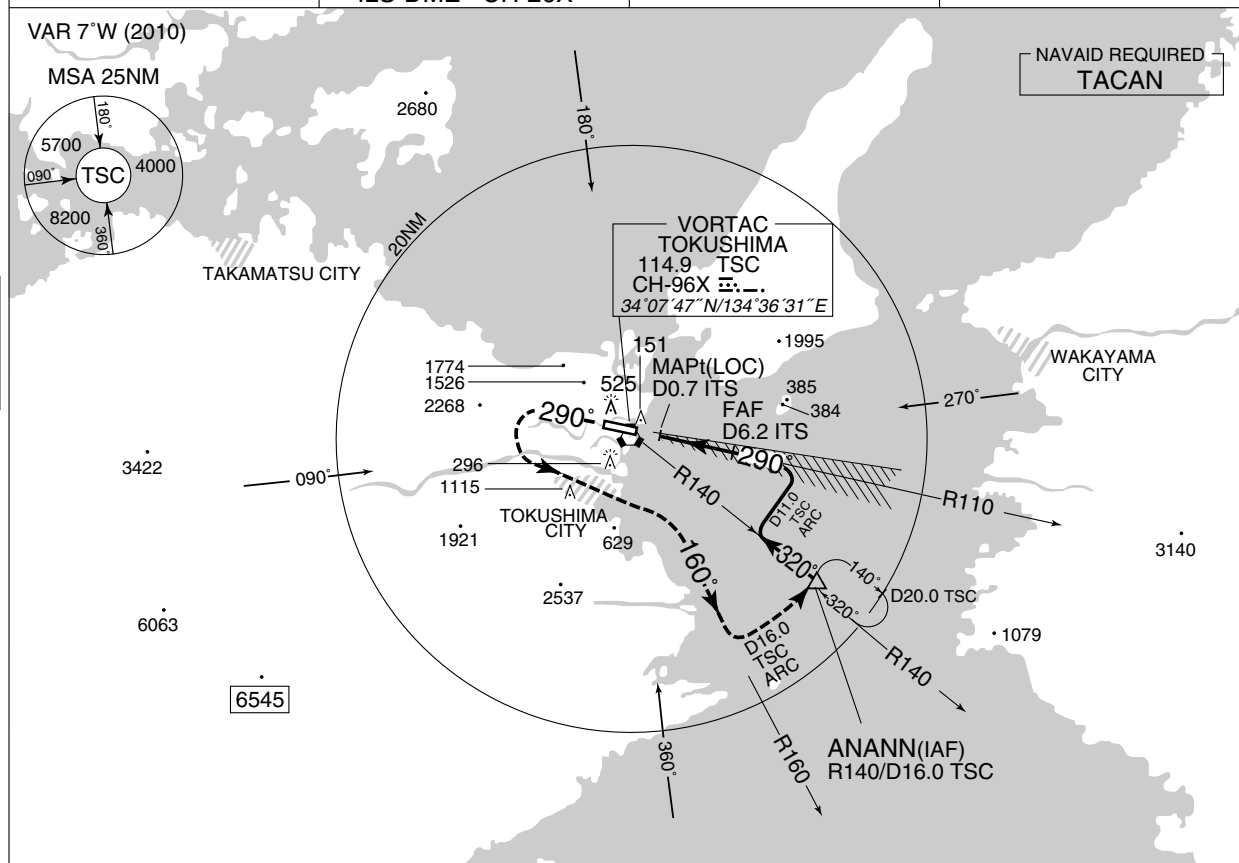 ILS-DME CH-26X
VAR 7°W (2010)
MSA 25NM
180°
5700
4000
TSC
090°
8200
360°
NAVAID REQUIRED
TACAN
2680
180°
20NM
TAKAMATSU CITY
VORTAC
TOKUSHIMA
114.9 TSC
CH-96X
34°07´47˝N/134°36´31˝E
1995
WAKAYAMA
CITY
151
1774
1526
525
2268
MAPt(LOC)
D0.7 ITS
385
384
FAF
D6.2 ITS
270°
290°
290°
3422
090°
296
1115
TOKUSHIMA
CITY
R140
R110
D11.0
TSC
ARC
1921
629
3140
160°
320°
140°
320°
D20.0 TSC
2537
6063
1079
D16.0
TSC
ARC
R140
6545
360°
R160
ANANN(IAF)
R140/D16.0 TSC